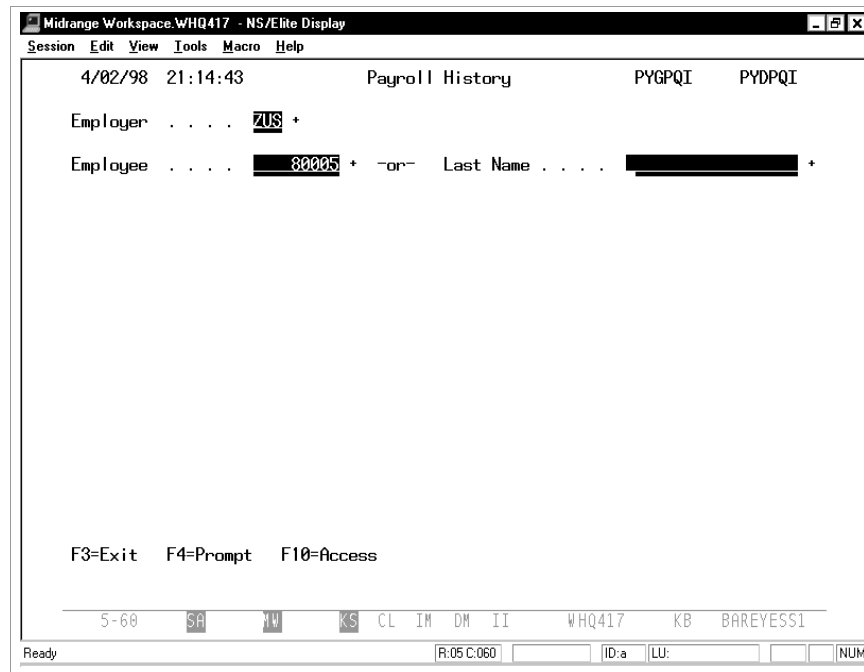 Midrange Workspace.WHQ417 - NS/Elite Display
Session Edit View Tools Macro Help
4/02/98 21:14:43 Payroll History PYGPQI PYDPQI
Employer . . . . ZUS +
Employee . . . . 80005 + -or- Last Name . . . . +
F3=Exit F4=Prompt F10=Access
5-60 SA MW KS CL IM DM II WHQ417 KB BAREYESS1
Ready R:05 C:060 ID:a LU: NUM